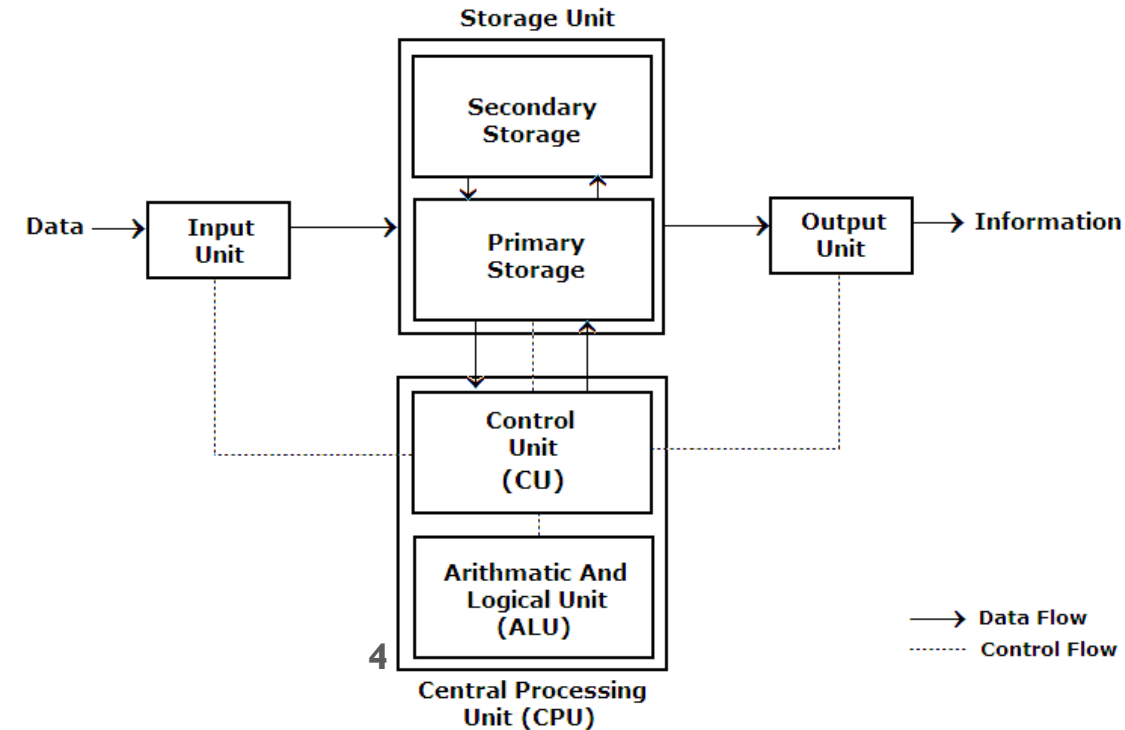 Storage Unit
Secondary
Storage
Data
Input
Unit
Primary
Storage
Output
Unit
Information
Control
Unit
(CU)
Arithmatic And
Logical Unit
(ALU)
4
Central Processing
Unit (CPU)
Data Flow
Control Flow